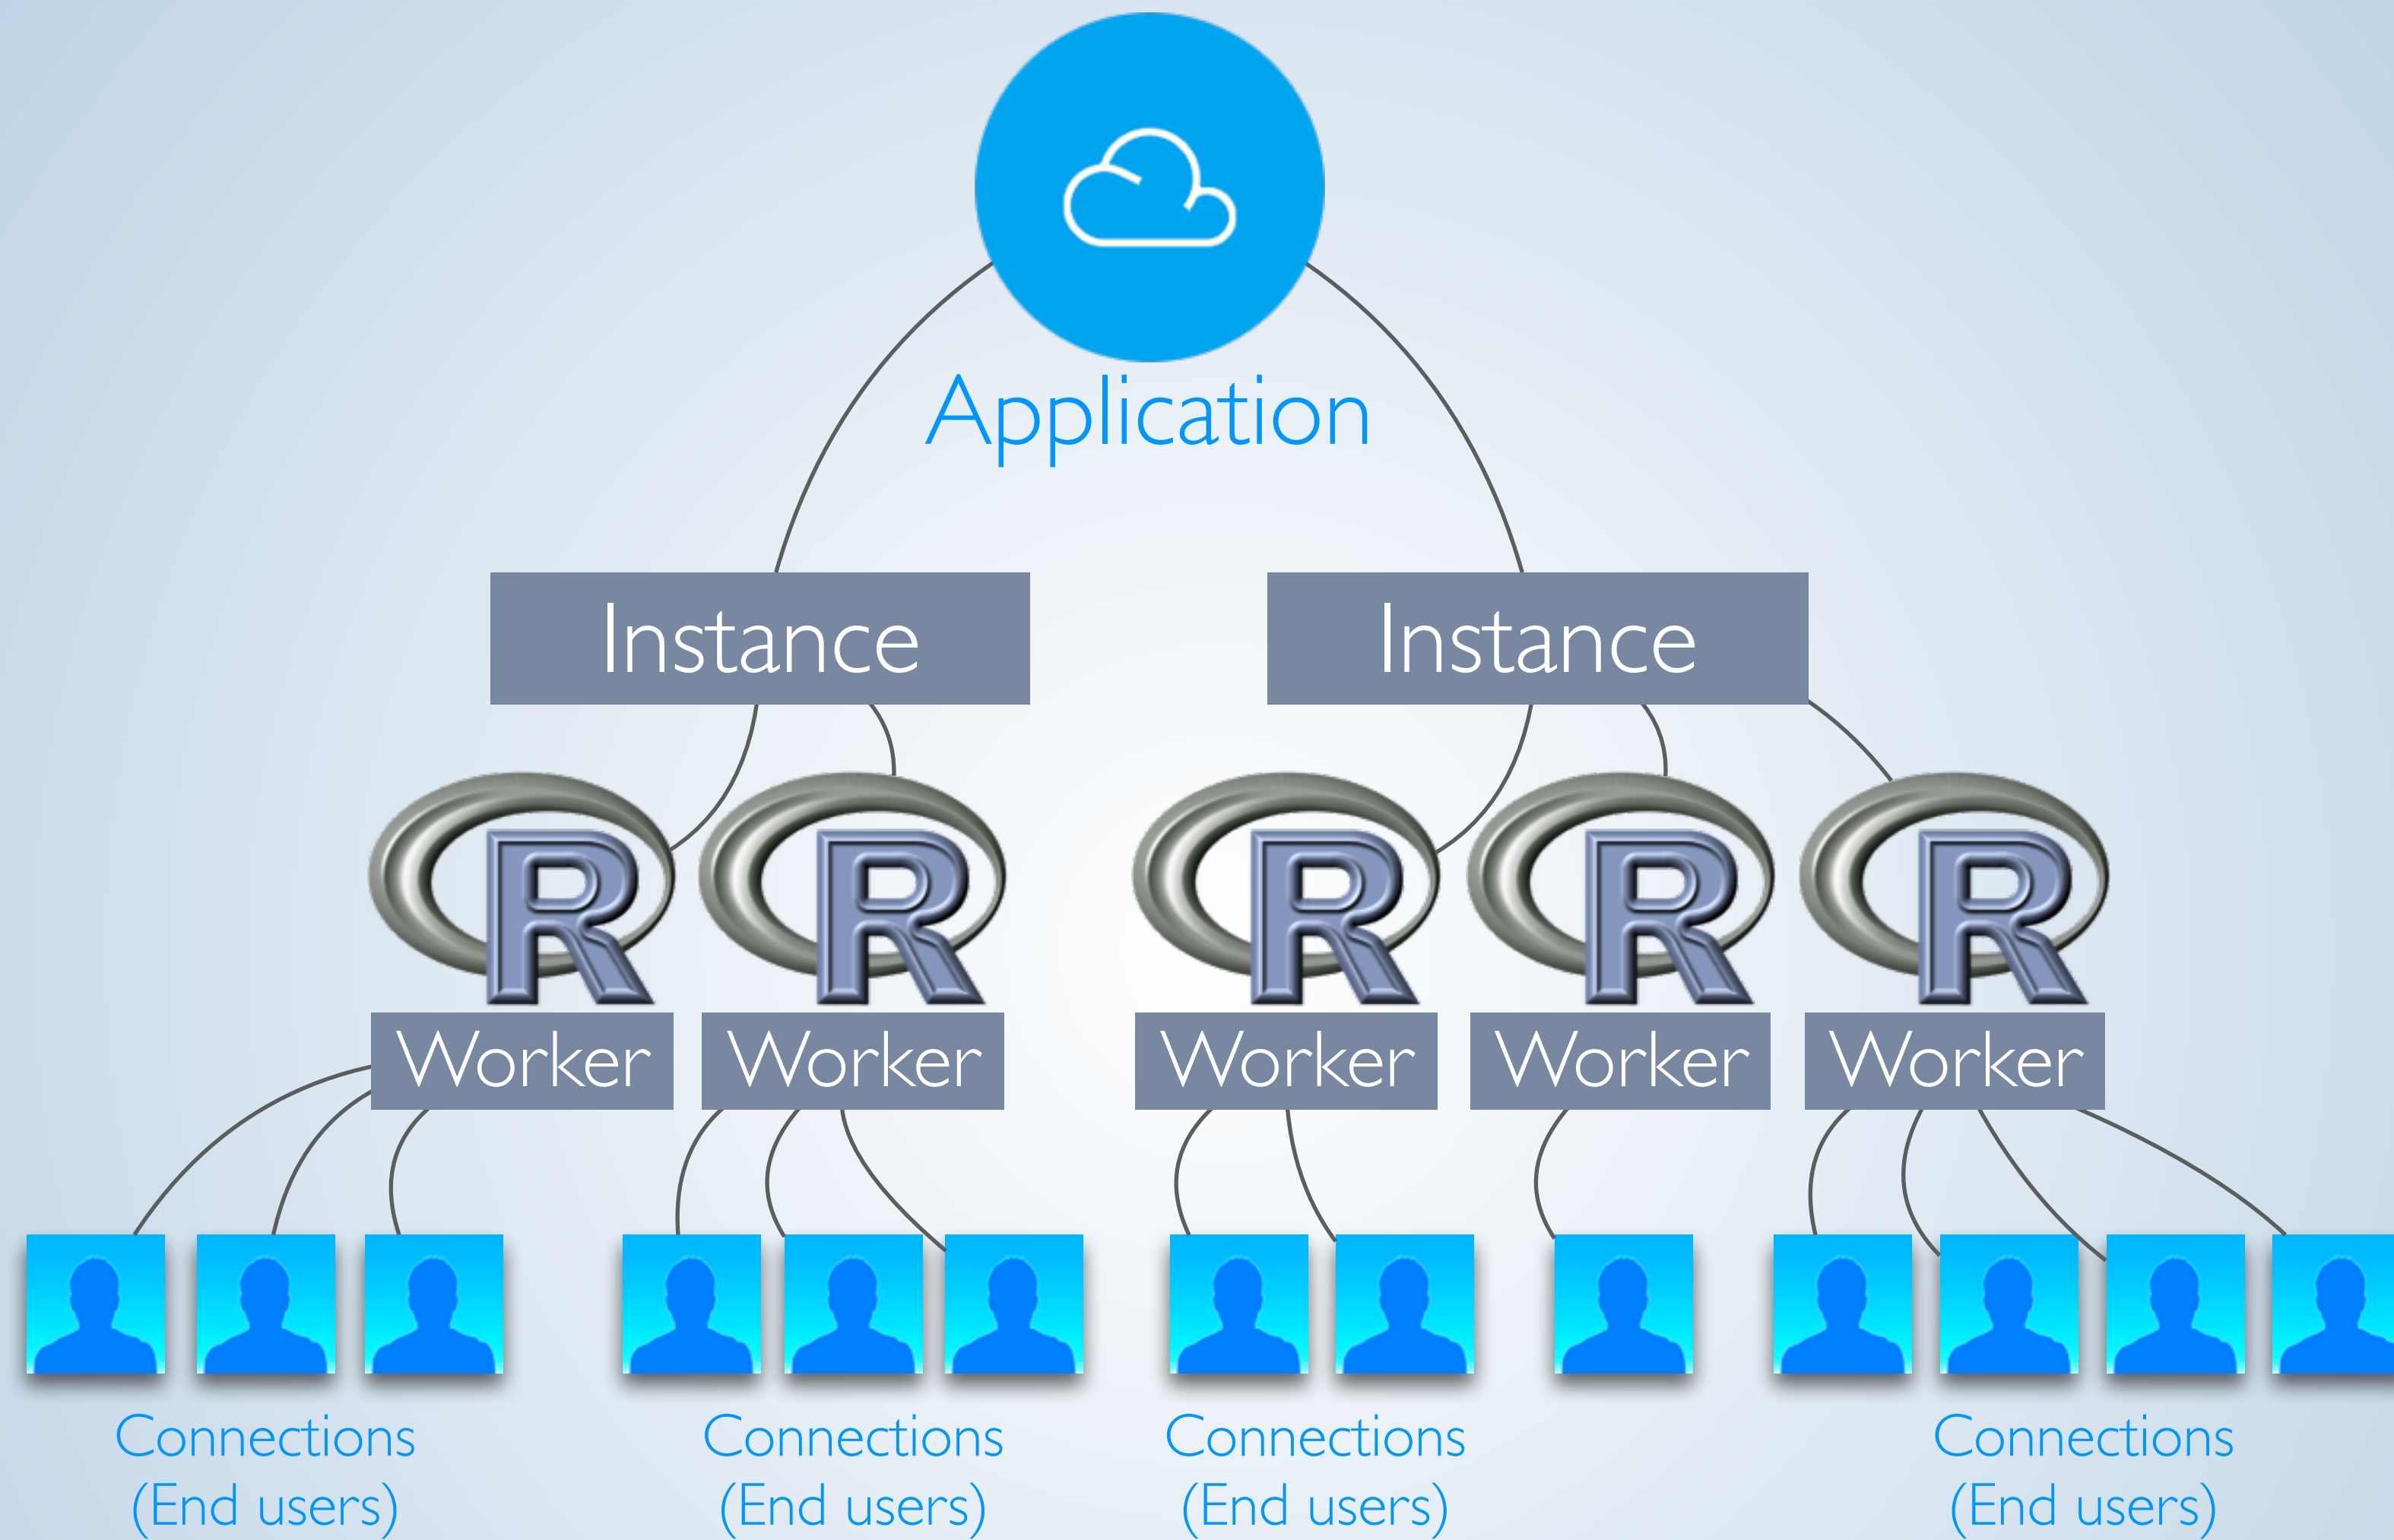 Application
Instance
Instance
R
R
R
R
R
Worker
Worker
Worker
Worker
Worker
Connections
(End users)
Connections
(End users)
Connections
(End users)
Connections
(End users)